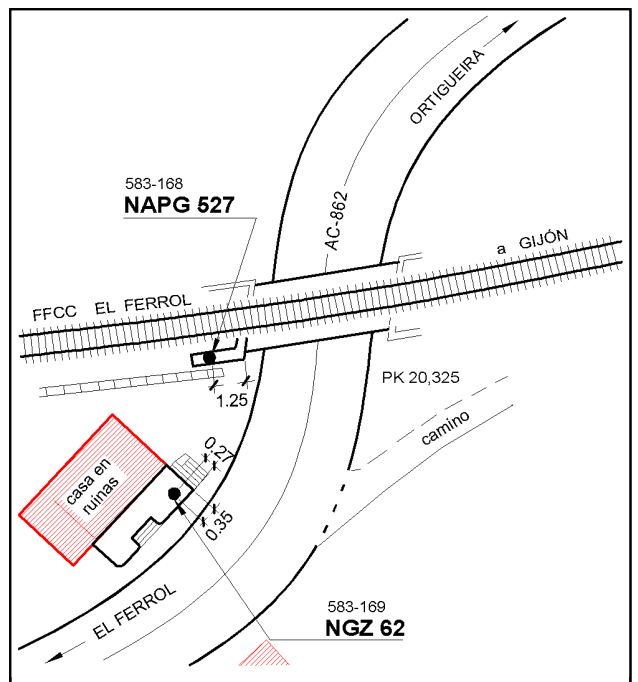 ORTIGUEIRA
583-168
NAPG 527
AC-862
a GIJÓN
FFCC EL FERROL
1.25
PK 20,325
camino
0.27
casa en
ruinas
0.35
EL FERROL
583-169
NGZ 62